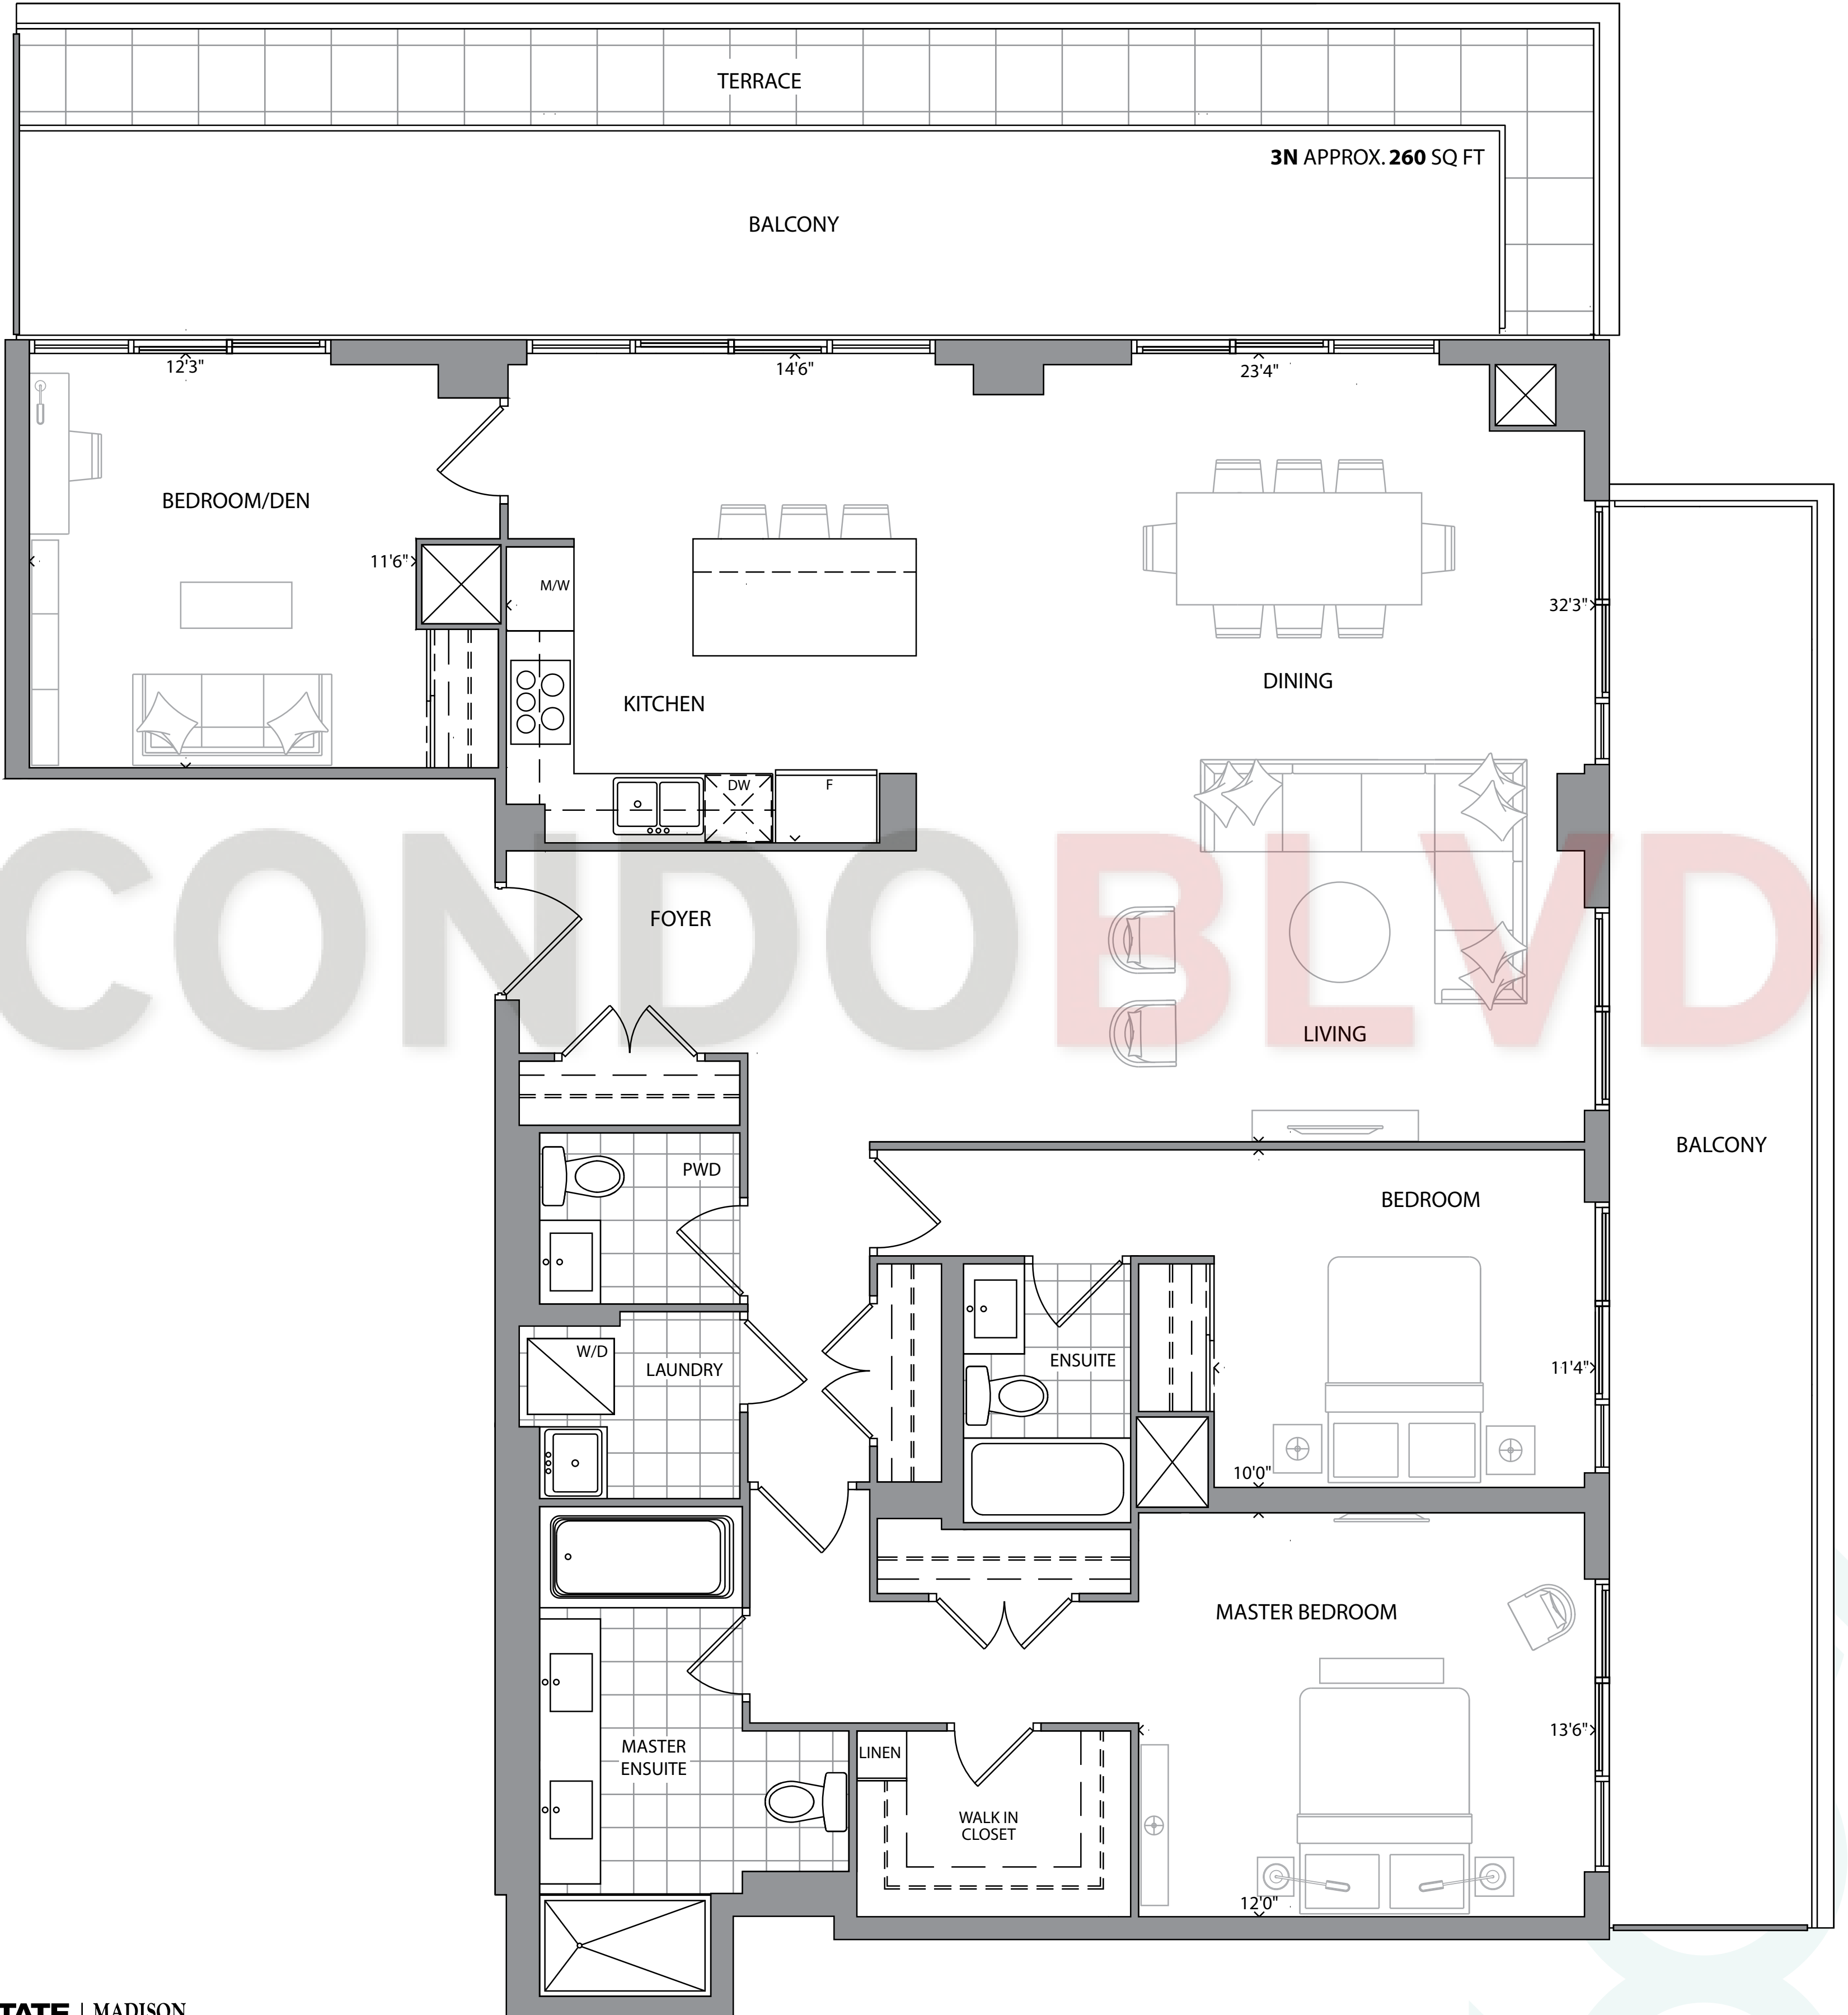 TERRACE
3N APPROX. 260 SQ FT
BALCONY
12'3"
14'6"
23'4"
BEDROOM/DEN
11'6"
M/W
32'3"
DINING
KITCHEN
DW
F
CONDOBLVD
FOYER
LIVING
BALCONY
PWD
BEDROOM
W/D
LAUNDRY
ENSUITE
11'4"
10'0"
MASTER BEDROOM
13'6"
MASTER
ENSUITE
LINEN
WALK IN
CLOSET
12'0"
TATE | MADISON